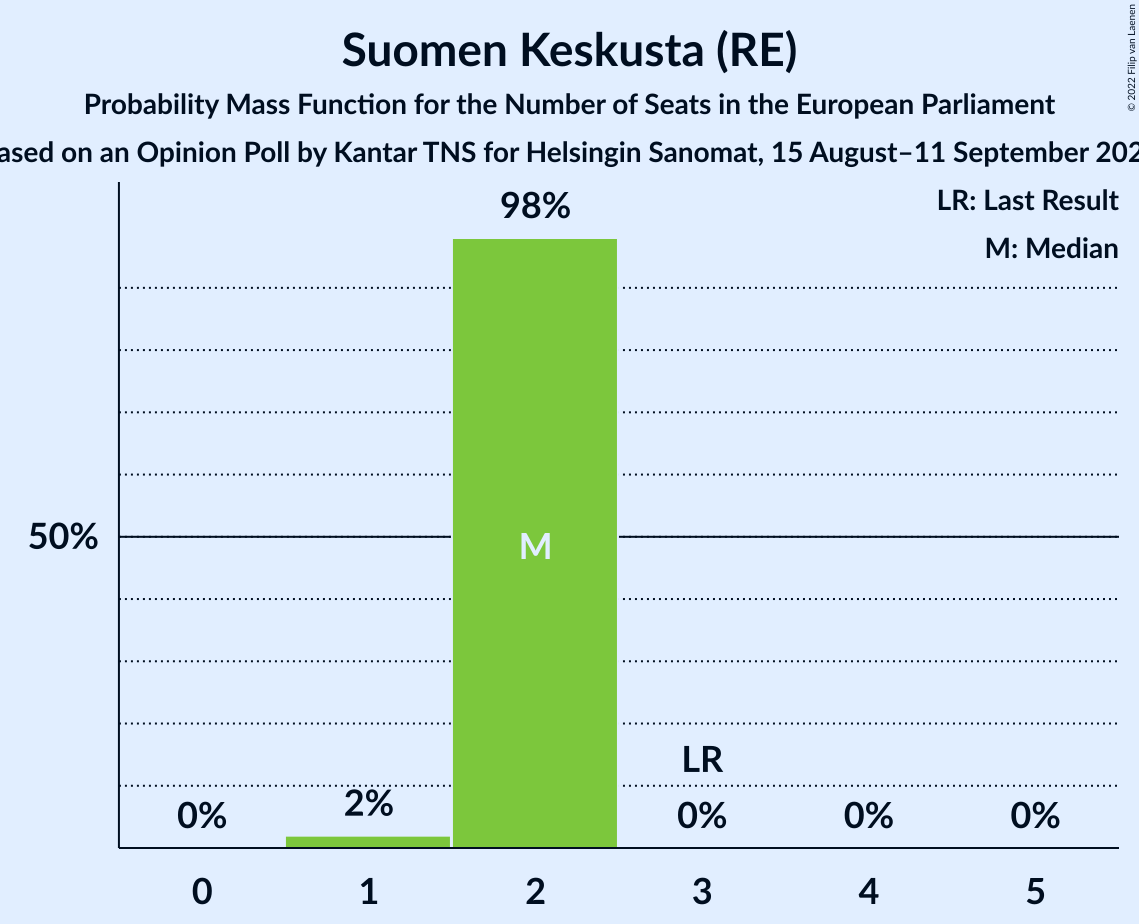 Suomen Keskusta (RE)
Probability Mass Function for the Number of Seats in the European Parliament
ased on an Opinion Poll by Kantar TNS for Helsingin Sanomat, 15 August–11 September 202
© 2022 Filip van Laenen
LR: Last Result
M: Median
98%
50%
M
LR
0%
2%
0%
0%
0%
0 1 2 3 4 5